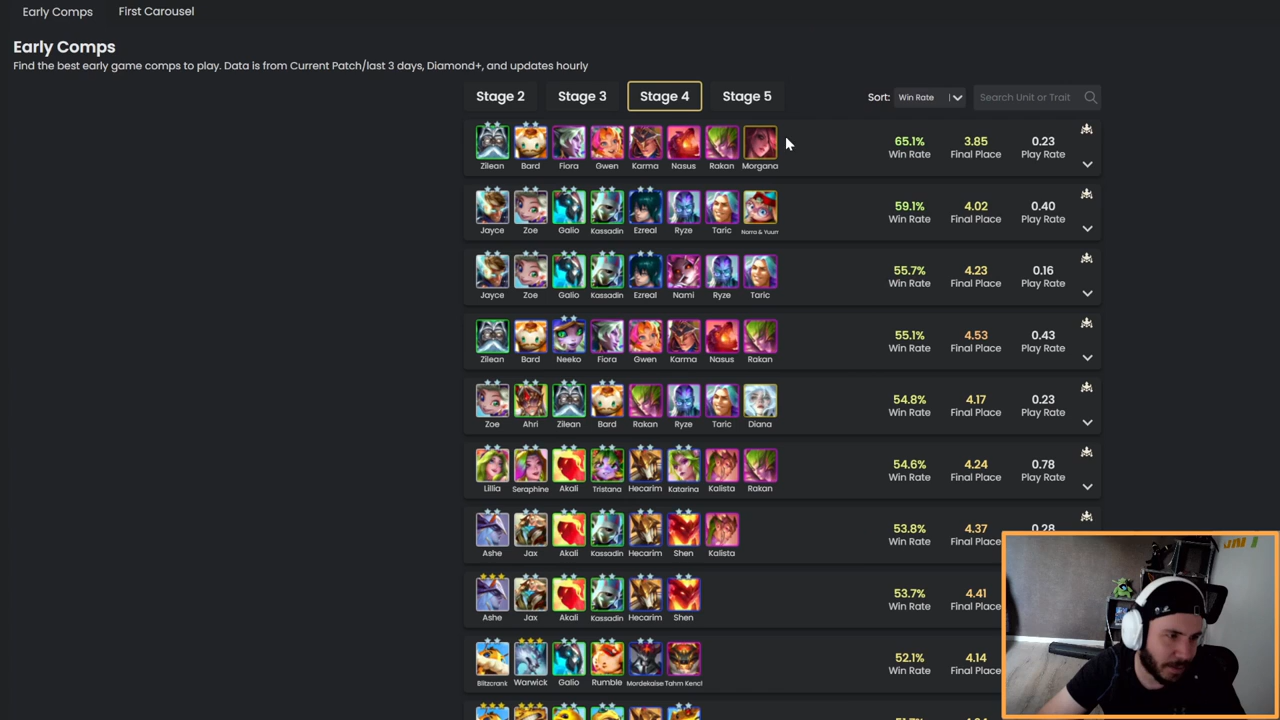 Early Comps First Carousel
Early Comps
Find the best early game comps to play. Data is from Current Patch/last 3 days, Diamond+, and updates hourly
Stage 2 Stage 3 Stage 4 Stage 5 Sort: Win Rate Search Unit or Trait
65.1% 3.85 0.23
Zilean Bard Fiora Gwen Karma Nasus Rakan Morgana Win Rate Final Place Play Rate
59.1% 4.02 0.40
Jayce Zoe Galio Kassadin Ezreal Ryze Taric Norra & Yuumi Win Rate Final Place Play Rate
55.7% 4.23 0.16
Jayce Zoe Galio Kassadin Ezreal Nami Ryze Taric Win Rate Final Place Play Rate
55.1% 4.53 0.43
Zilean Bard Neeko Fiora Gwen Karma Nasus Rakan Win Rate Final Place Play Rate
54.8% 4.17 0.23
Zoe Ahri Zilean Bard Rakan Ryze Taric Diana Win Rate Final Place Play Rate
54.6% 4.24 0.78
Lillia Seraphine Akali Tristana Hecarim Katarina Kalista Rakan Win Rate Final Place Play Rate
53.8% 4.37 0.28
Ashe Jax Akali Kassadin Hecarim Shen Kalista Win Rate Final Place
53.7% 4.41
Ashe Jax Akali Kassadin Hecarim Shen Win Rate Final Place
52.1% 4.14
Blitzcrank Warwick Galio Rumble Mordekaise Tahm Kencl Win Rate Final Place